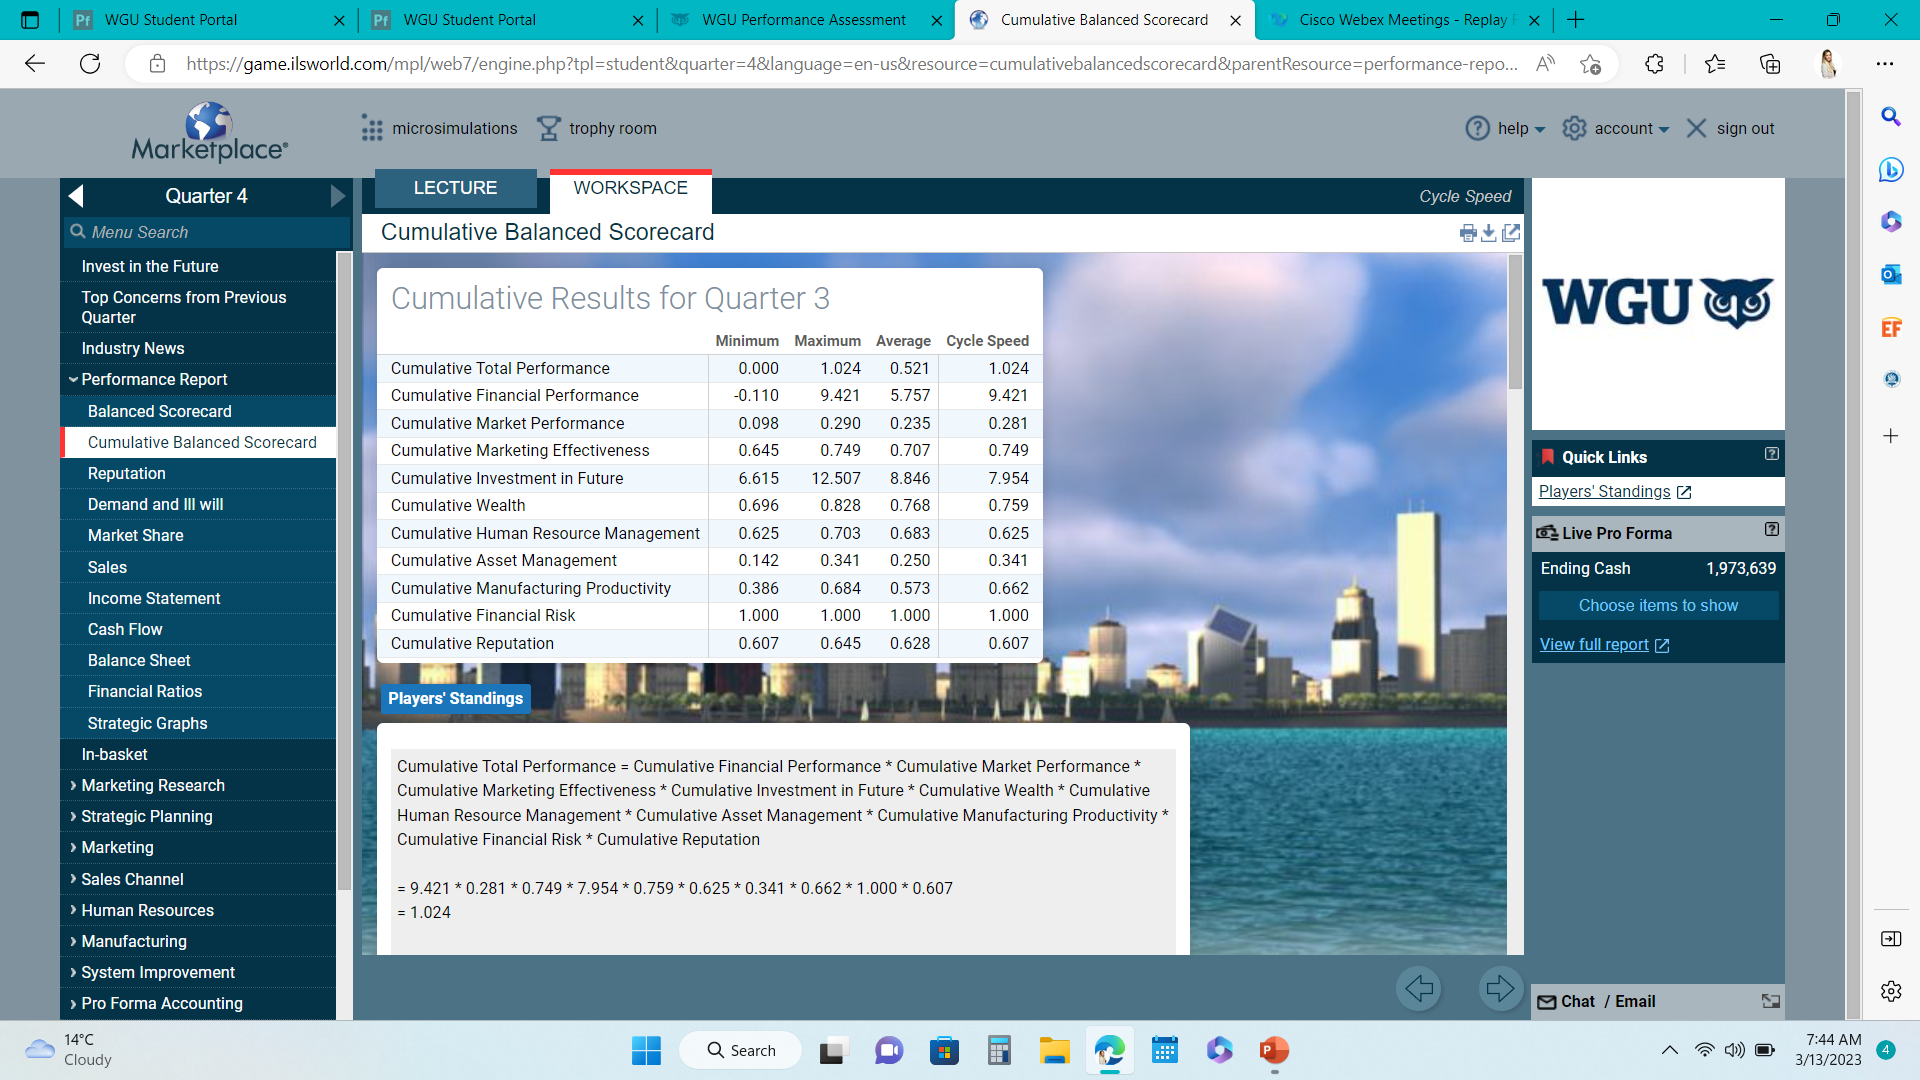 WGU Student Portal
WGU Student Portal
WGU Performance Assessment
Cumulative Balanced Scorecard
Cisco Webex Meetings - Replay
https://game.ilsworld.com/mpl/web7/engine.php?tpl=student&quarter=4&language=en-us&resource=cumulativebalancedscorecard&parentResource=performance-repo...
Marketplace®
microsimulations
trophy room
help
account
sign out
Quarter 4
Menu Search
Invest in the Future
Top Concerns from Previous
Quarter
Industry News
Performance Report
Balanced Scorecard
Cumulative Balanced Scorecard
Reputation
Demand and Ill will
Market Share
Sales
Income Statement
Cash Flow
Balance Sheet
Financial Ratios
Strategic Graphs
In-basket
Marketing Research
Strategic Planning
Marketing
Sales Channel
Human Resources
Manufacturing
System Improvement
Pro Forma Accounting
LECTURE
WORKSPACE
Cycle Speed
Cumulative Balanced Scorecard
Cumulative Results for Quarter 3
Minimum Maximum Average Cycle Speed
Cumulative Total Performance 0.000 1.024 0.521 1.024
Cumulative Financial Performance -0.110 9.421 5.757 9.421
Cumulative Market Performance 0.098 0.290 0.235 0.281
Cumulative Marketing Effectiveness 0.645 0.749 0.707 0.749
Cumulative Investment in Future 6.615 12.507 8.846 7.954
Cumulative Wealth 0.696 0.828 0.768 0.759
Cumulative Human Resource Management 0.625 0.703 0.683 0.625
Cumulative Asset Management 0.142 0.341 0.250 0.341
Cumulative Manufacturing Productivity 0.386 0.684 0.573 0.662
Cumulative Financial Risk 1.000 1.000 1.000 1.000
Cumulative Reputation 0.607 0.645 0.628 0.607
Players' Standings
Cumulative Total Performance = Cumulative Financial Performance * Cumulative Market Performance *
Cumulative Marketing Effectiveness * Cumulative Investment in Future * Cumulative Wealth * Cumulative
Human Resource Management * Cumulative Asset Management * Cumulative Manufacturing Productivity *
Cumulative Financial Risk * Cumulative Reputation
= 9.421 * 0.281 * 0.749 * 7.954 * 0.759 * 0.625 * 0.341 * 0.662 * 1.000 * 0.607
= 1.024
WGU
Quick Links
Players' Standings
Live Pro Forma
Ending Cash 1,973,639
Choose items to show
View full report
Chat / Email
EF
14°C
Cloudy
Search
7:44 AM
3/13/2023
4